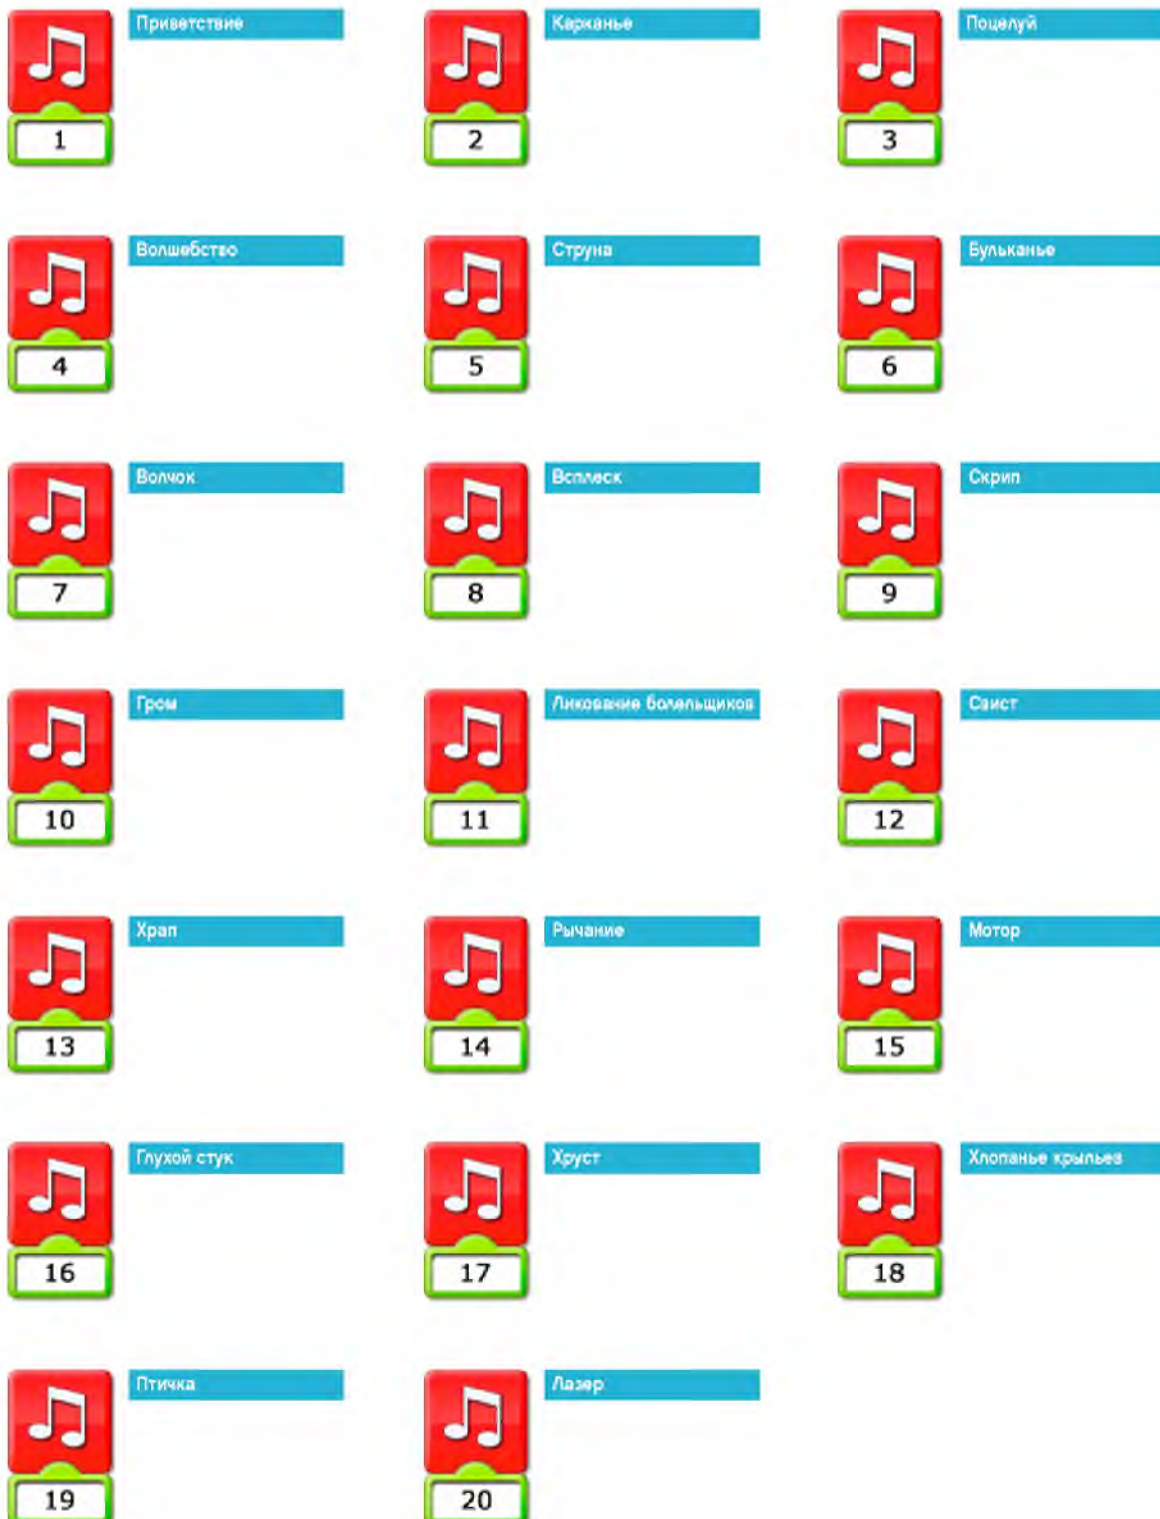 Приветствие
Карканье
Поцелуй
1
2
3
Волшебство
Струна
Бульканье
4
5
6
Волчок
Всплеск
Скрип
7
8
9
Гром
Ликование болельщиков
Свист
10
11
12
Храп
Рычание
Мотор
13
14
15
Глухой стук
Хруст
Хлопанье крыльев
16
17
18
Птичка
Лазер
19
20